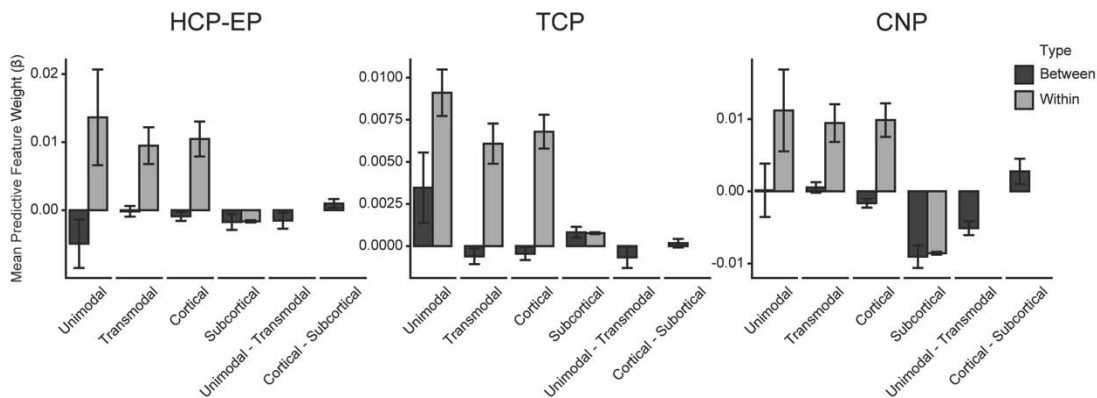 HCP-EP
TCP
CNP
Type
Between
Within
Mean Predictive Feature Weight (β)
0.02
0.01
0.00
0.0100
0.0075
0.0050
0.0025
0.0000
0.01
0.00
-0.01
Unimodal
Transmodal
Cortical
Subcortical
Unimodal - Transmodal
Cortical - Subcortical
Unimodal
Transmodal
Cortical
Subcortical
Unimodal - Transmodal
Cortical - Subortical
Unimodal
Transmodal
Cortical
Subcortical
Unimodal - Transmodal
Cortical - Subcortical